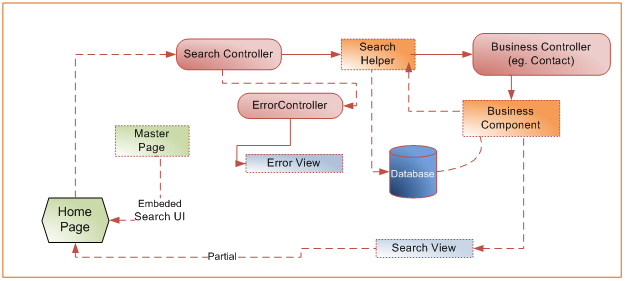 Search Controller
Search
Helper
Business Controller
(eg. Contact)
ErrorController
Business
Component
Master
Page
Error View
Database
Embeded
Search UI
Home
Page
Search View
Partial